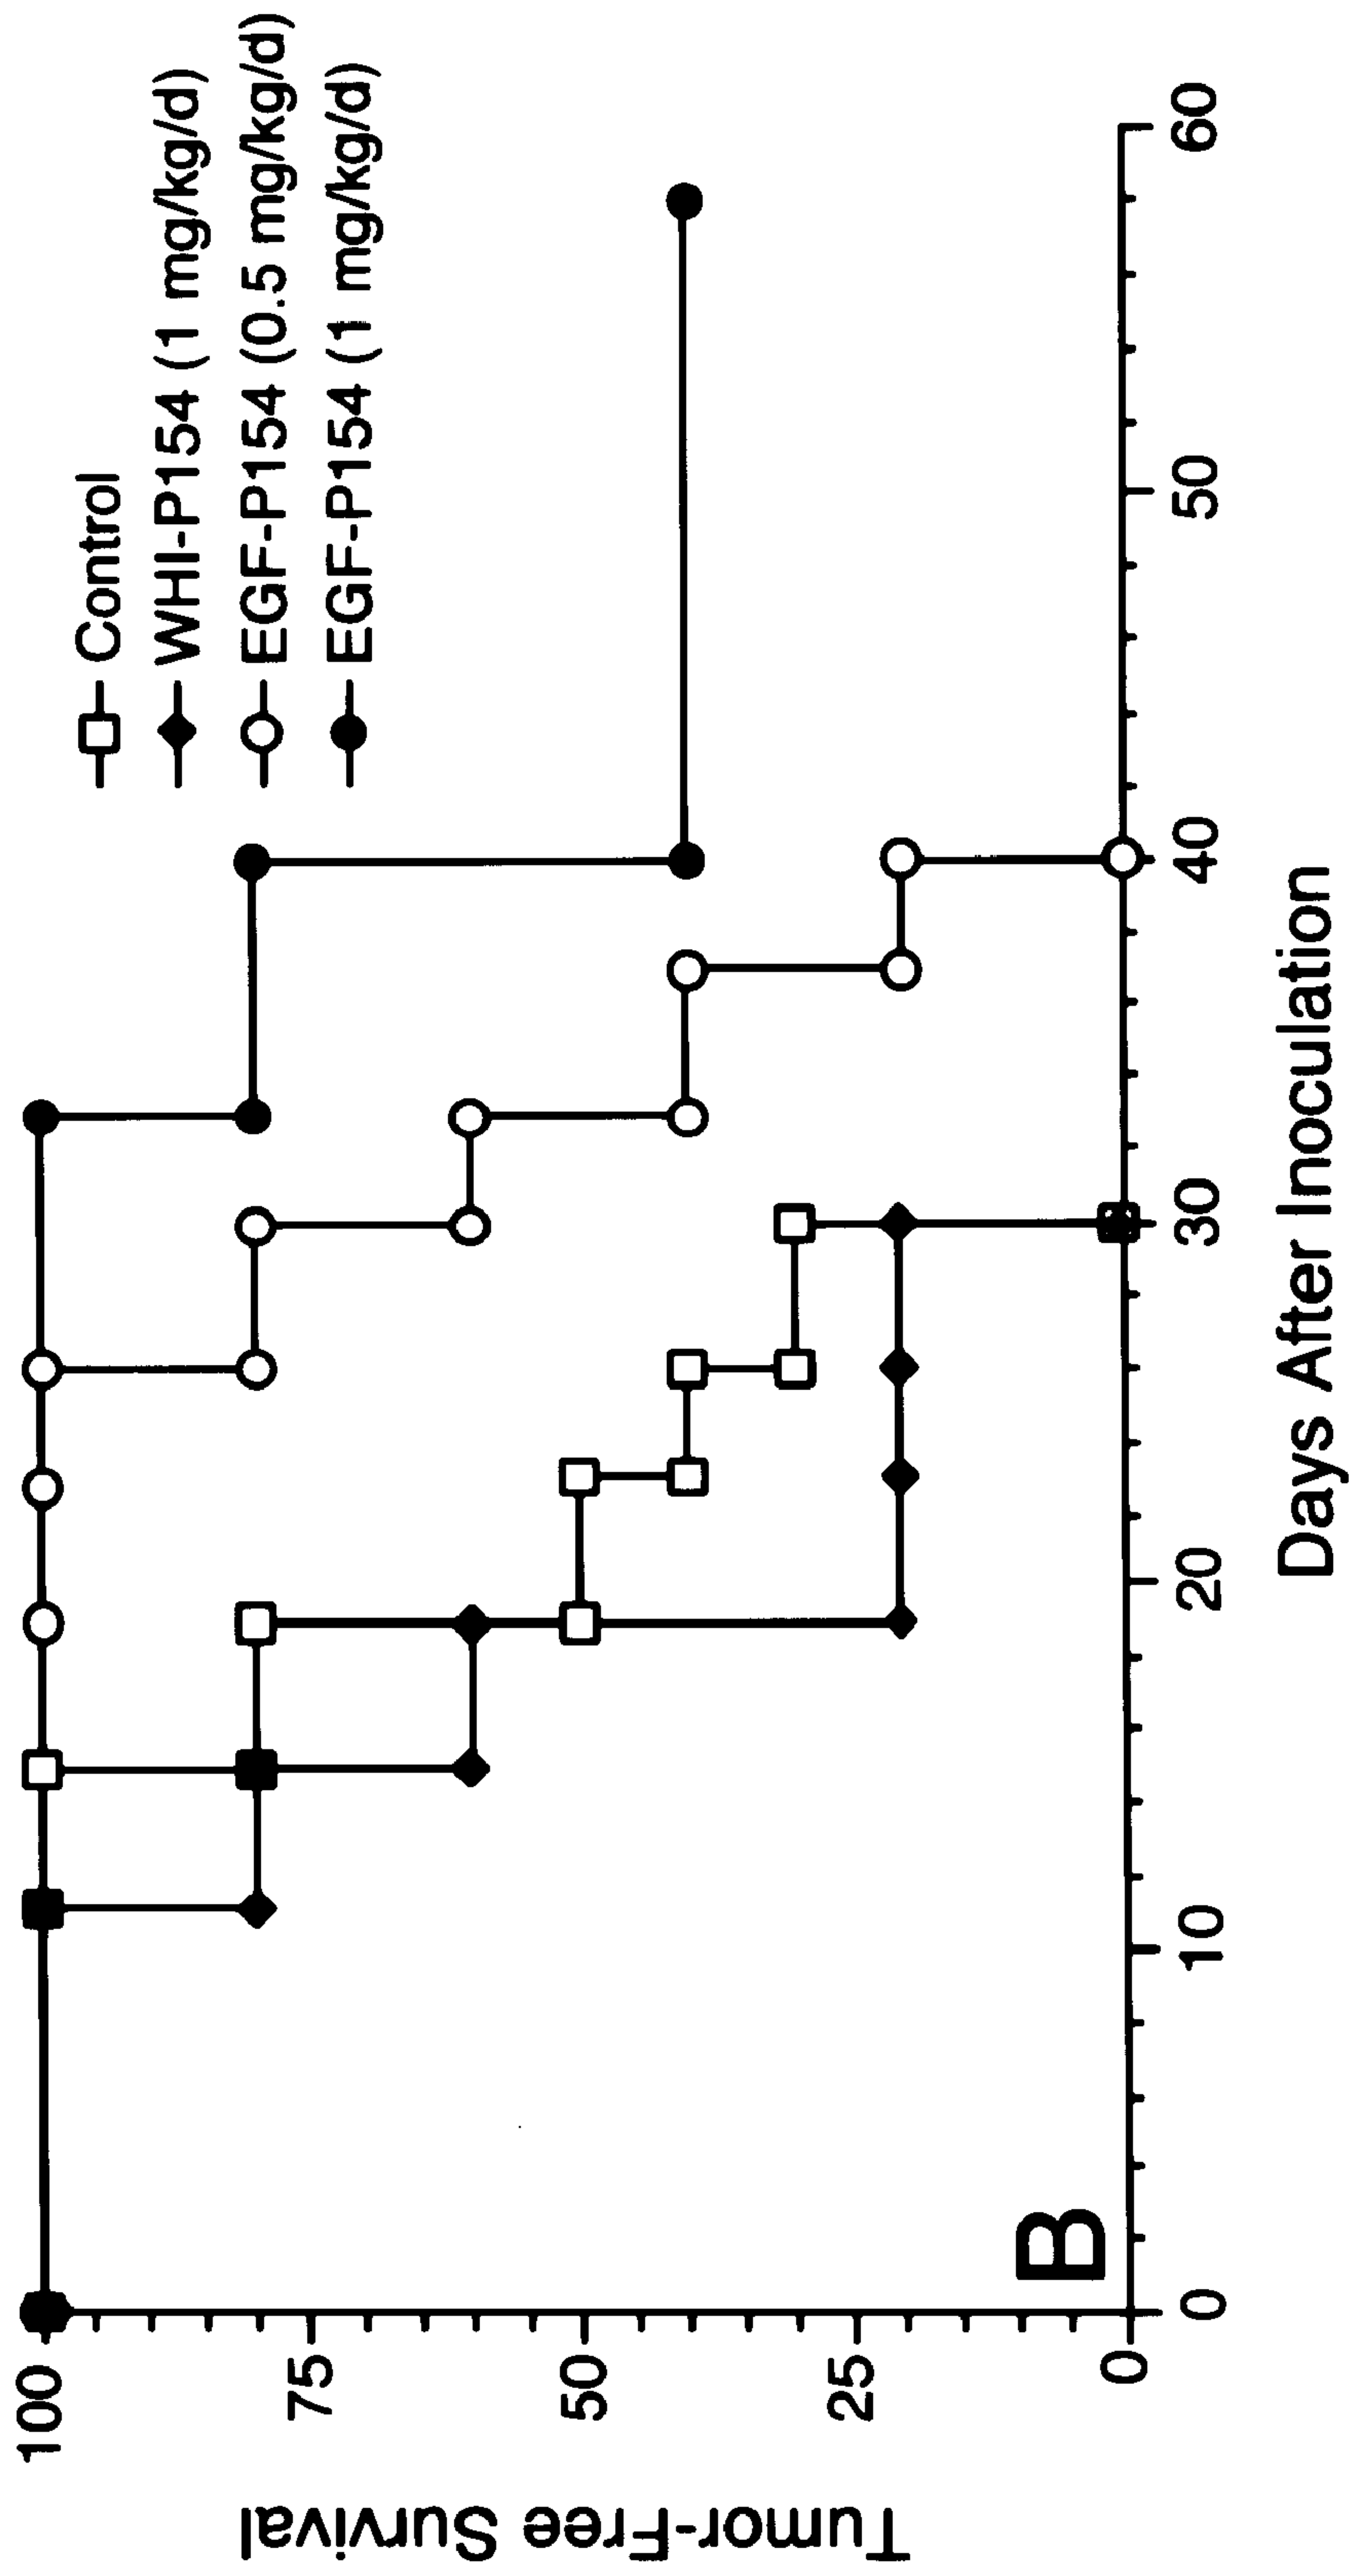 Control
WHI-P154 (1 mg/kg/d)
EGF-P154 (0.5 mg/kg/d)
EGF-P154 (1 mg/kg/d)
100
75
50
25
0
Tumor-Free Survival
B
0
10
20
30
40
50
60
Days After Inoculation